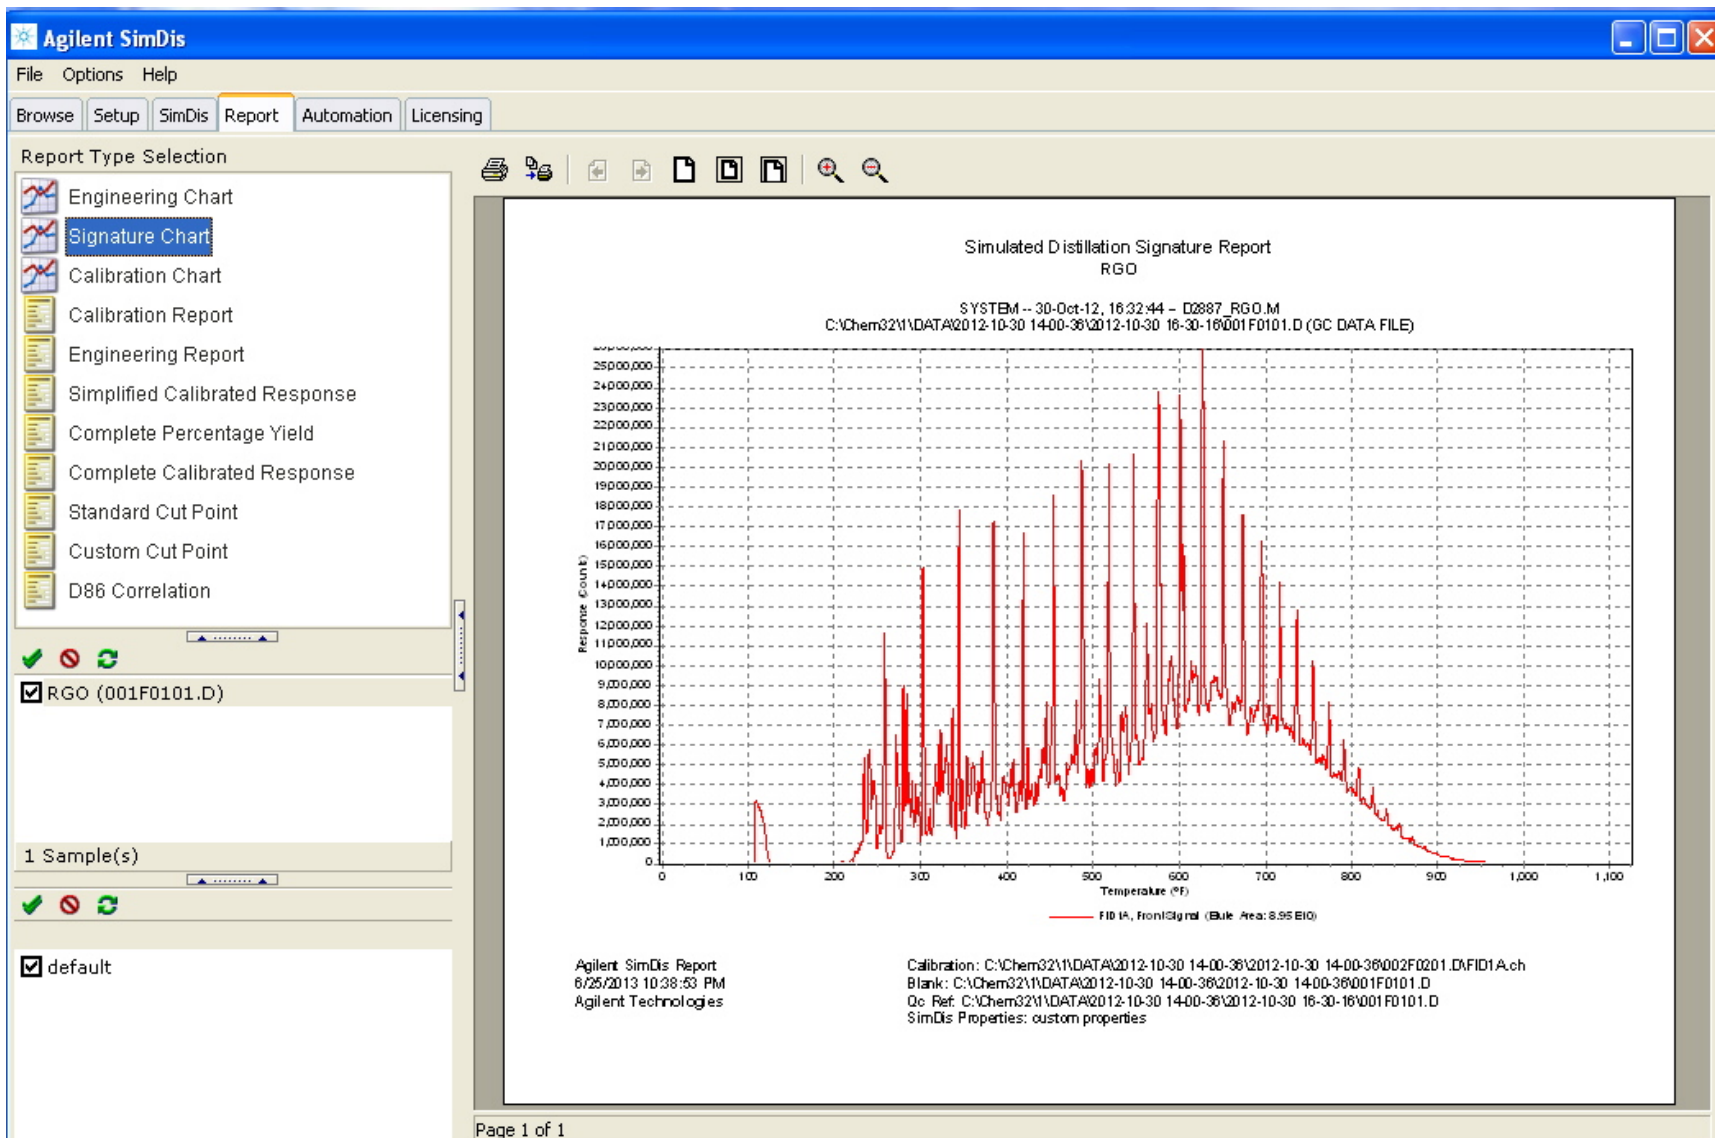 Agilent SimDis
File Options Help
Browse Setup SimDis Report Automation Licensing
Report Type Selection
Engineering Chart
Signature Chart
Calibration Chart
Calibration Report
Engineering Report
Simplified Calibrated Response
Complete Percentage Yield
Complete Calibrated Response
Standard Cut Point
Custom Cut Point
D86 Correlation
RGO (001F0101.D)
1 Sample(s)
default
Simulated Distillation Signature Report
RGO
SYSTEM -- 30-Oct-12, 16:32:44 -- D2887_RGO.M
C:\Chem32\1\DATA\2012-10-30 14-00-36\2012-10-30 16-30-16\001F0101.D (GC DATA FILE)
25,000,000
24,000,000
23,000,000
22,000,000
21,000,000
20,000,000
19,000,000
18,000,000
17,000,000
16,000,000
15,000,000
14,000,000
13,000,000
12,000,000
11,000,000
10,000,000
9,000,000
8,000,000
7,000,000
6,000,000
5,000,000
4,000,000
3,000,000
2,000,000
1,000,000
0
Response (Counts)
0 100 200 300 400 500 600 700 800 900 1,000 1,100
Temperature (°F)
FID1A, Front Signal (Elute Area: 8.95E10)
Agilent SimDis Report
6/25/2013 10:38:53 PM
Agilent Technologies
Calibration: C:\Chem32\1\DATA\2012-10-30 14-00-36\2012-10-30 14-00-36\002F0201.D\FID1A.ch
Blank: C:\Chem32\1\DATA\2012-10-30 14-00-36\2012-10-30 14-00-36\001F0101.D
Qc Ref: C:\Chem32\1\DATA\2012-10-30 14-00-36\2012-10-30 16-30-16\001F0101.D
SimDis Properties: custom properties
Page 1 of 1